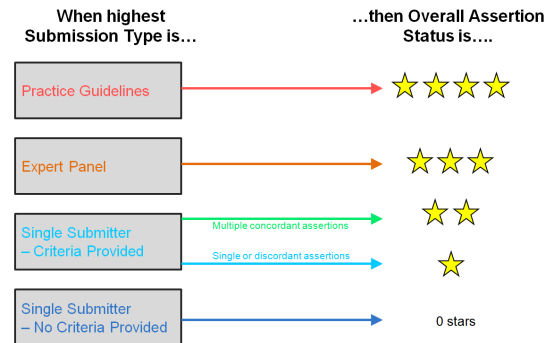 When highest
Submission Type is…
…then Overall Assertion
Status is….
Practice Guidelines
Expert Panel
Single Submitter
– Criteria Provided
Multiple concordant assertions
Single or discordant assertions
Single Submitter
– No Criteria Provided
0 stars